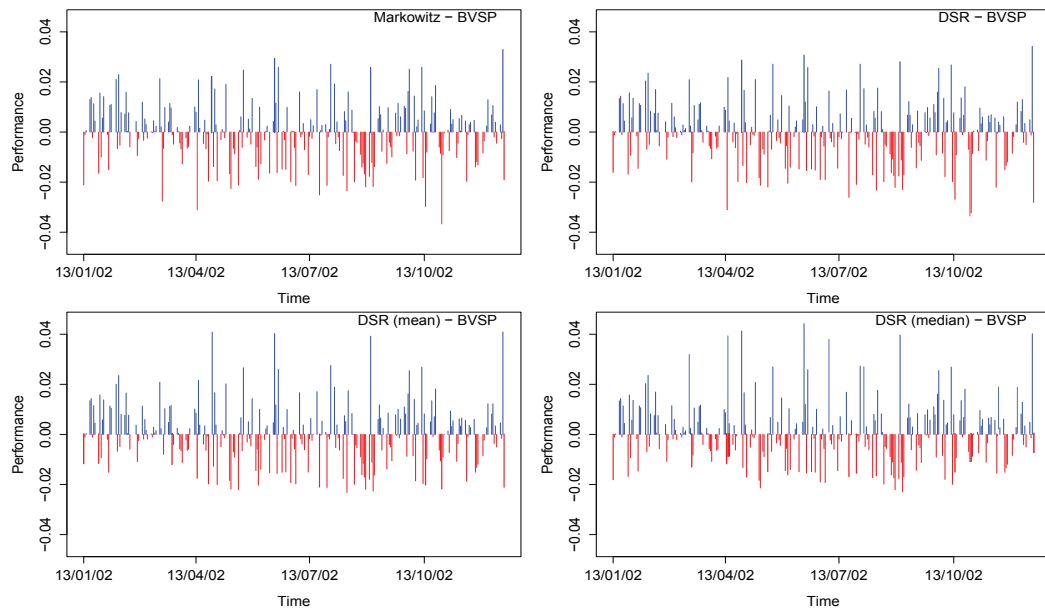 Markowitz − BVSP
Performance
0.04
0.02
0.00
−0.02
−0.04
13/01/02 13/04/02 13/07/02 13/10/02
Time
DSR − BVSP
Performance
0.04
0.02
0.00
−0.02
−0.04
13/01/02 13/04/02 13/07/02 13/10/02
Time
DSR (mean) − BVSP
Performance
0.04
0.02
0.00
−0.02
−0.04
13/01/02 13/04/02 13/07/02 13/10/02
Time
DSR (median) − BVSP
Performance
0.04
0.02
0.00
−0.02
−0.04
13/01/02 13/04/02 13/07/02 13/10/02
Time